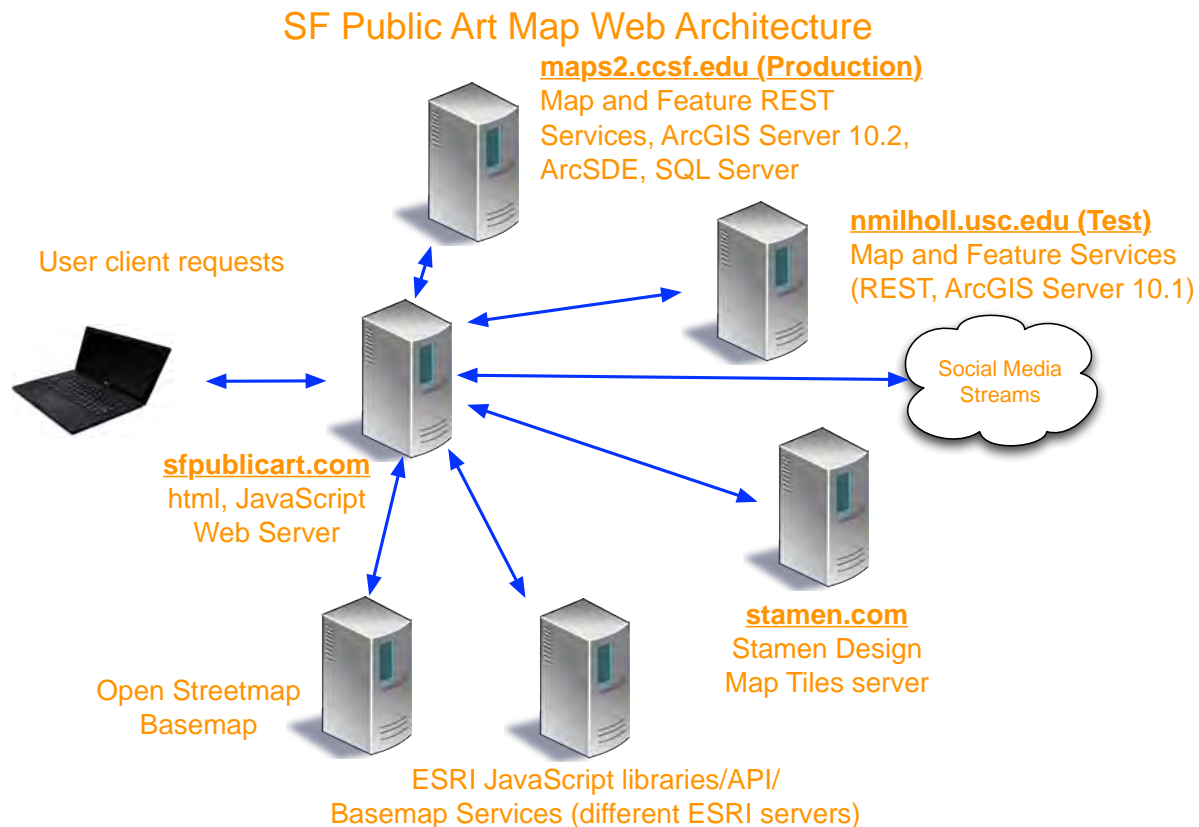 SF Public Art Map Web Architecture
maps2.ccsf.edu (Production)
Map and Feature REST
Services, ArcGIS Server 10.2,
ArcSDE, SQL Server
nmilholl.usc.edu (Test)
Map and Feature Services
(REST, ArcGIS Server 10.1)
User client requests
Social Media
Streams
sfpublicart.com
html, JavaScript
Web Server
stamen.com
Stamen Design
Map Tiles server
Open Streetmap
Basemap
ESRI JavaScript libraries/API/
Basemap Services (different ESRI servers)